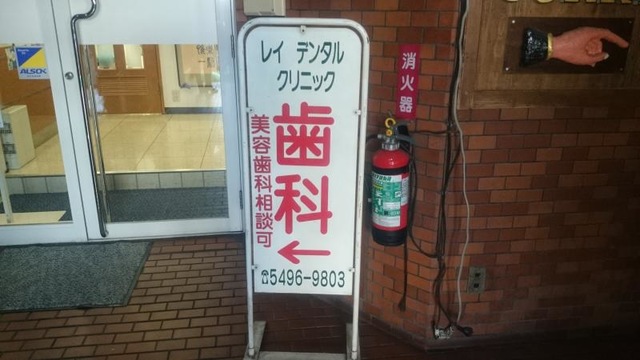 レイ デンタル
クリニック
歯科
美容歯科相談可
←
☎5496-9803
消火器
ALSOK